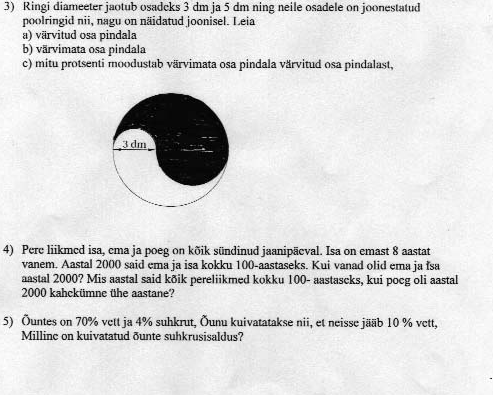 3) Ringi diameeter jaotub osadeks 3 dm ja 5 dm ning neile osadele on joonestatud
poolringid nii, nagu on näidatud joonisel. Leia
a) värvitud osa pindala
b) värvimata osa pindala
c) mitu protsenti moodustab värvimata osa pindala värvitud osa pindalast,
3 dm
4) Pere liikmed isa, ema ja poeg on kõik sündinud jaanipäeval. Isa on emast 8 aastat
vanem. Aastal 2000 said ema ja isa kokku 100-aastaseks. Kui vanad olid ema ja isa
aastal 2000? Mis aastal said kõik pereliikmed kokku 100- aastaseks, kui poeg oli aastal
2000 kahekümne ühe aastane?
5) Õuntes on 70% vett ja 4% suhkrut, Õunu kuivatatakse nii, et neisse jääb 10 % vett,
Milline on kuivatatud õunte suhkrusisaldus?